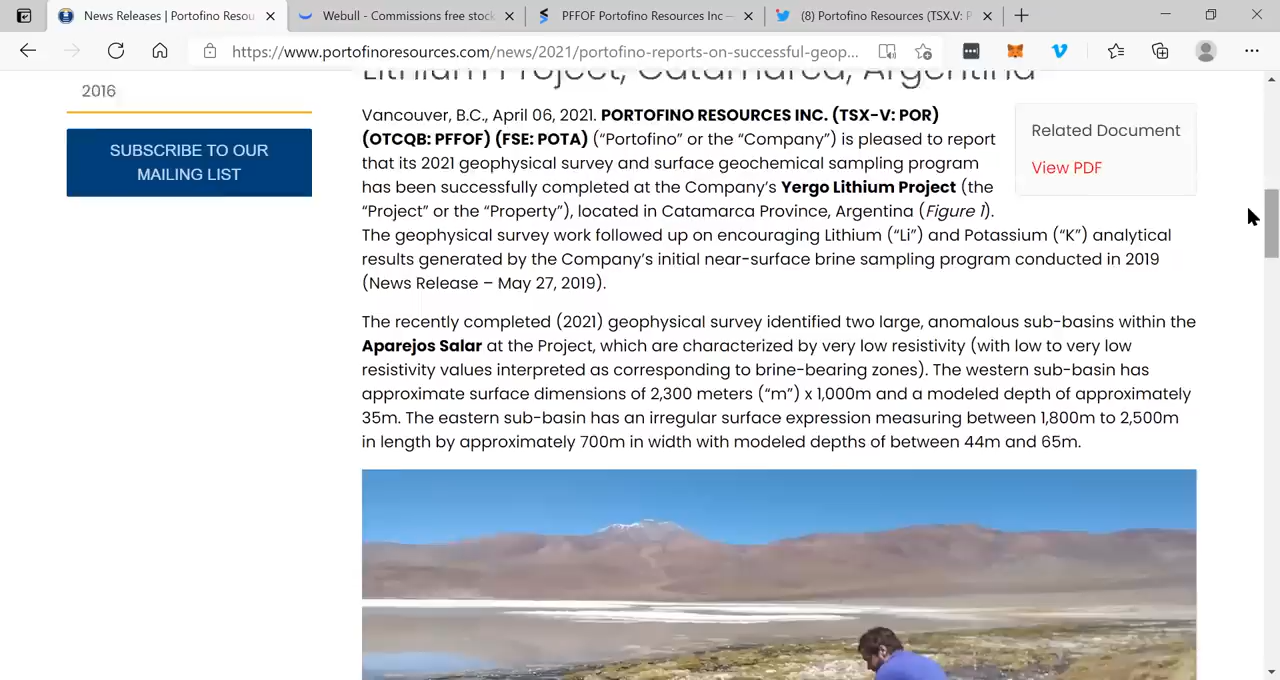 News Releases | Portofino Resou
Webull - Commissions free stock
PFFOF Portofino Resources Inc —
(8) Portofino Resources (TSX.V: P
https://www.portofinoresources.com/news/2021/portofino-reports-on-successful-geop...
Lithium Project, Catamarca, Argentina
2016
SUBSCRIBE TO OUR
MAILING LIST
Vancouver, B.C., April 06, 2021. PORTOFINO RESOURCES INC. (TSX-V: POR)
(OTCQB: PFFOF) (FSE: POTA) (“Portofino” or the “Company”) is pleased to report
that its 2021 geophysical survey and surface geochemical sampling program
has been successfully completed at the Company’s Yergo Lithium Project (the
“Project” or the “Property”), located in Catamarca Province, Argentina (Figure 1).
The geophysical survey work followed up on encouraging Lithium (“Li”) and Potassium (“K”) analytical
results generated by the Company’s initial near-surface brine sampling program conducted in 2019
(News Release – May 27, 2019).
Related Document
View PDF
The recently completed (2021) geophysical survey identified two large, anomalous sub-basins within the
Aparejos Salar at the Project, which are characterized by very low resistivity (with low to very low
resistivity values interpreted as corresponding to brine-bearing zones). The western sub-basin has
approximate surface dimensions of 2,300 meters (“m”) x 1,000m and a modeled depth of approximately
35m. The eastern sub-basin has an irregular surface expression measuring between 1,800m to 2,500m
in length by approximately 700m in width with modeled depths of between 44m and 65m.